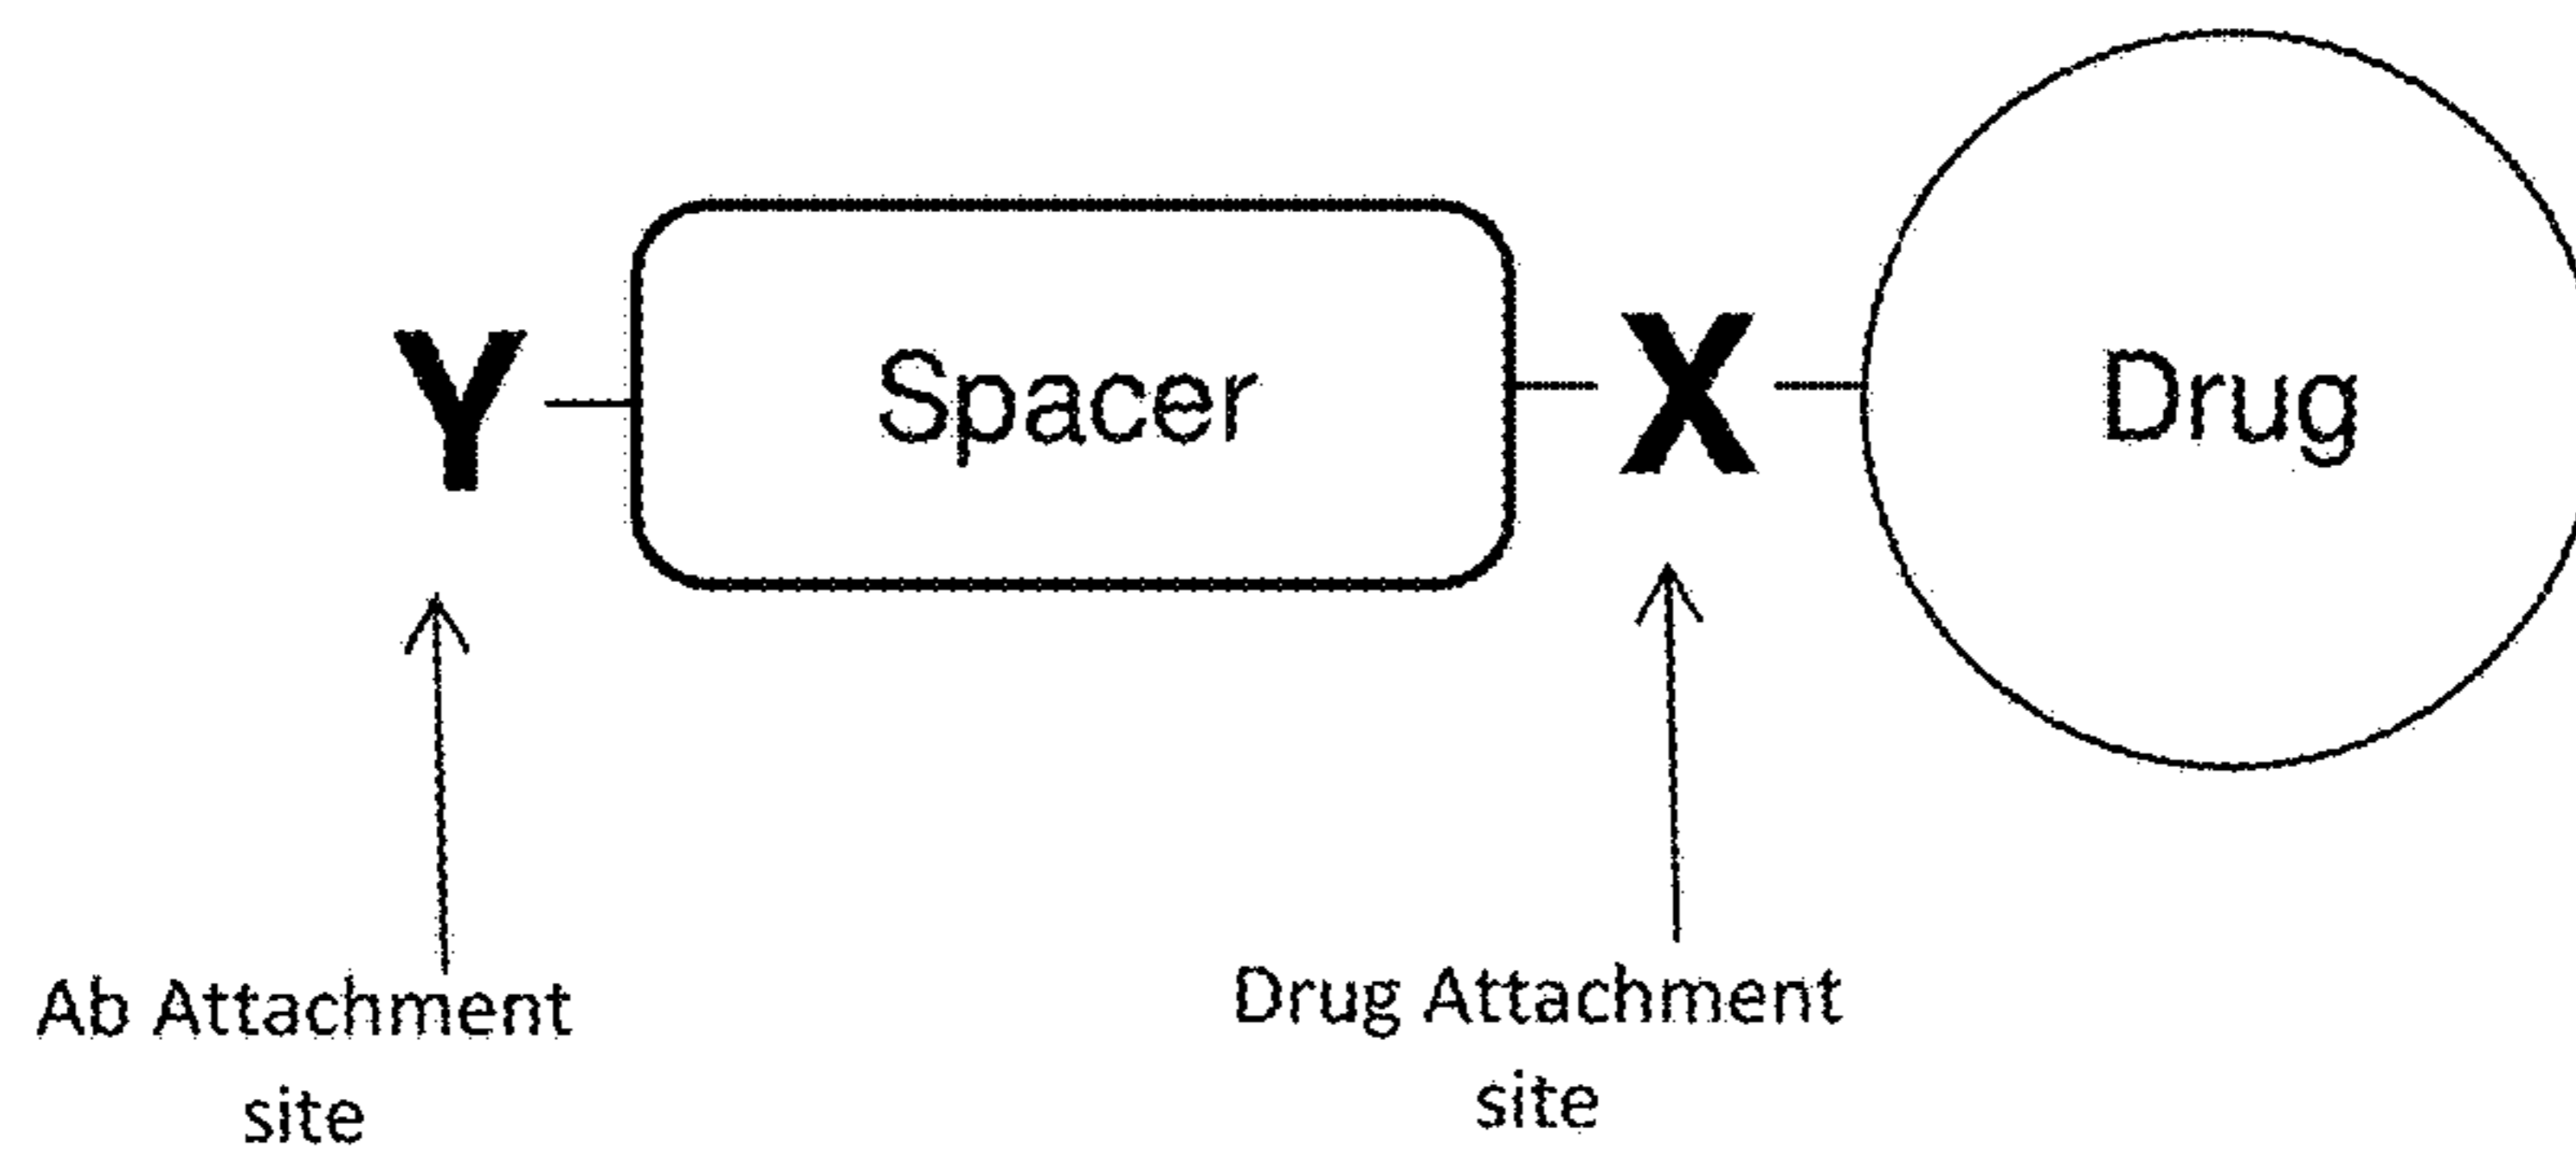 Y
Spacer
X
Drug
Ab Attachment
site
Drug Attachment
site